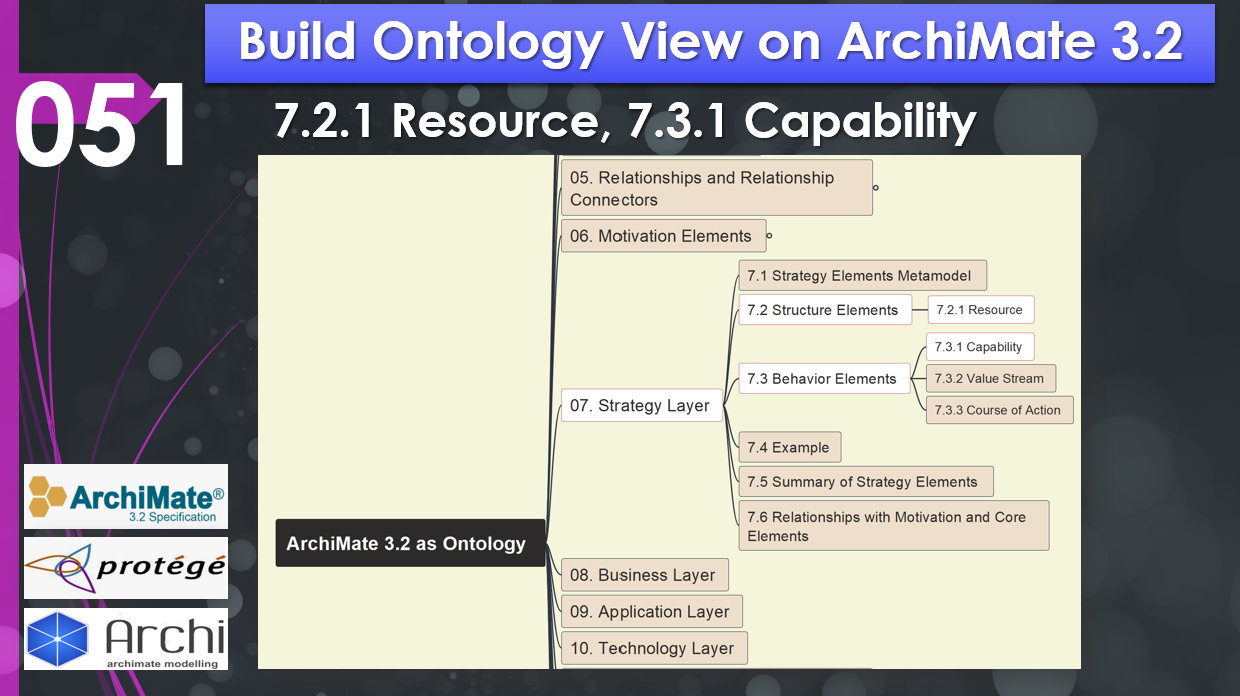 Build Ontology View on ArchiMate 3.2
051
7.2.1 Resource, 7.3.1 Capability
05. Relationships and Relationship
Connectors
06. Motivation Elements
7.1 Strategy Elements Metamodel
7.2 Structure Elements
7.2.1 Resource
7.3.1 Capability
07. Strategy Layer
7.3 Behavior Elements
7.3.2 Value Stream
7.3.3 Course of Action
7.4 Example
7.5 Summary of Strategy Elements
7.6 Relationships with Motivation and Core
Elements
ArchiMate 3.2 as Ontology
08. Business Layer
09. Application Layer
10. Technology Layer
ArchiMate®
3.2 Specification
protégé
Archi
archimate modelling